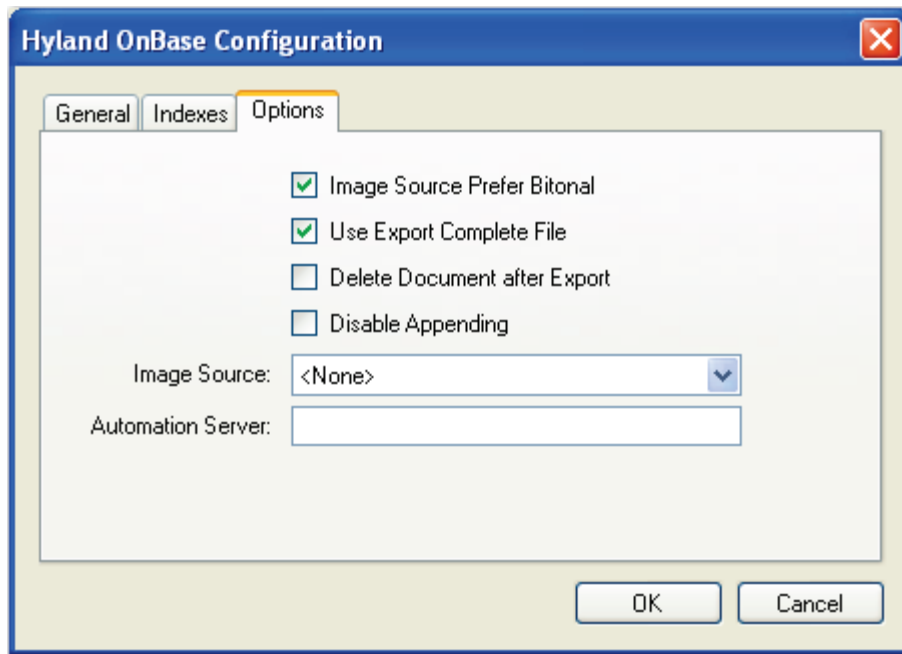 Hyland OnBase Configuration
General Indexes Options
Image Source Prefer Bitonal
Use Export Complete File
Delete Document after Export
Disable Appending
Image Source: <None>
Automation Server:
OK Cancel